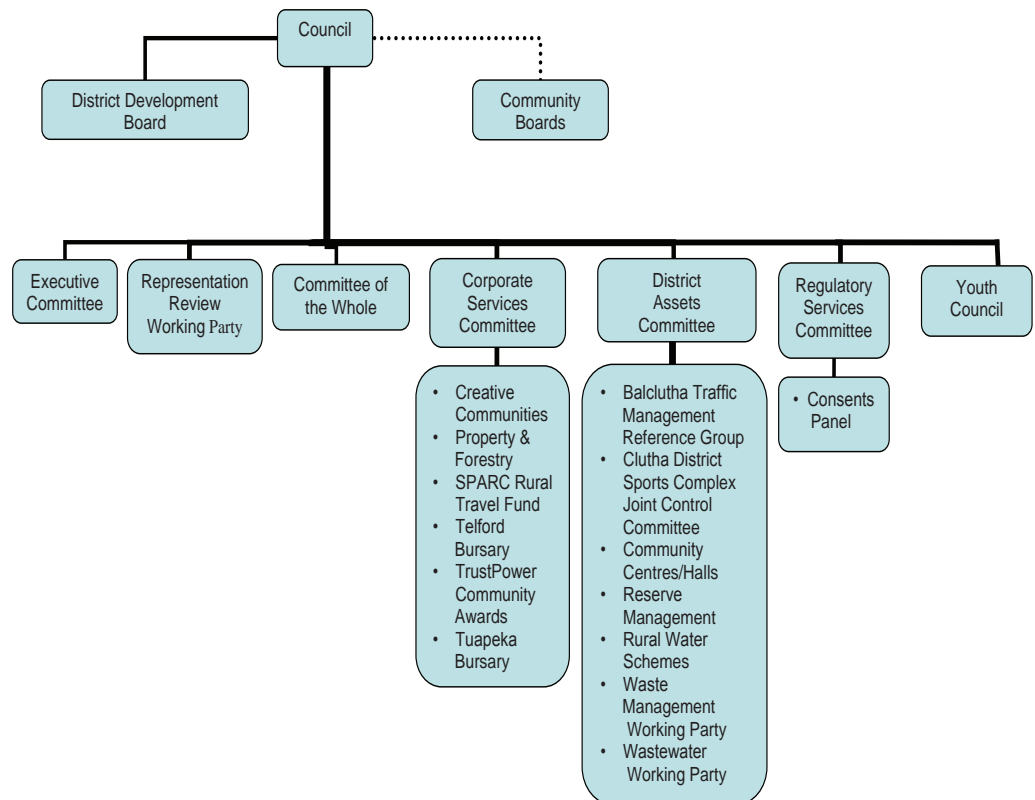 Council
District Development
Board
Community
Boards
Executive
Committee
Representation
Review
Working Party
Committee of
the Whole
Corporate
Services
Committee
District
Assets
Committee
Regulatory
Services
Committee
Youth
Council
• Creative
Communities
• Property &
Forestry
• SPARC Rural
Travel Fund
• Telford
Bursary
• TrustPower
Community
Awards
• Tuapeka
Bursary
• Balclutha Traffic
Management
Reference Group
• Clutha District
Sports Complex
Joint Control
Committee
• Community
Centres/Halls
• Reserve
Management
• Rural Water
Schemes
• Waste
Management
Working Party
• Wastewater
Working Party
• Consents
Panel